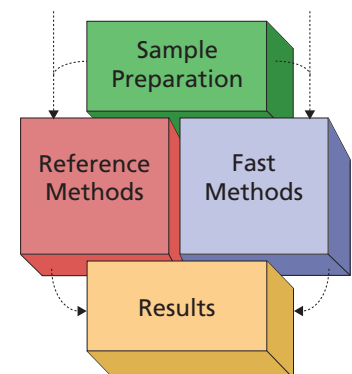 Sample
Preparation
Reference
Methods
Fast
Methods
Results